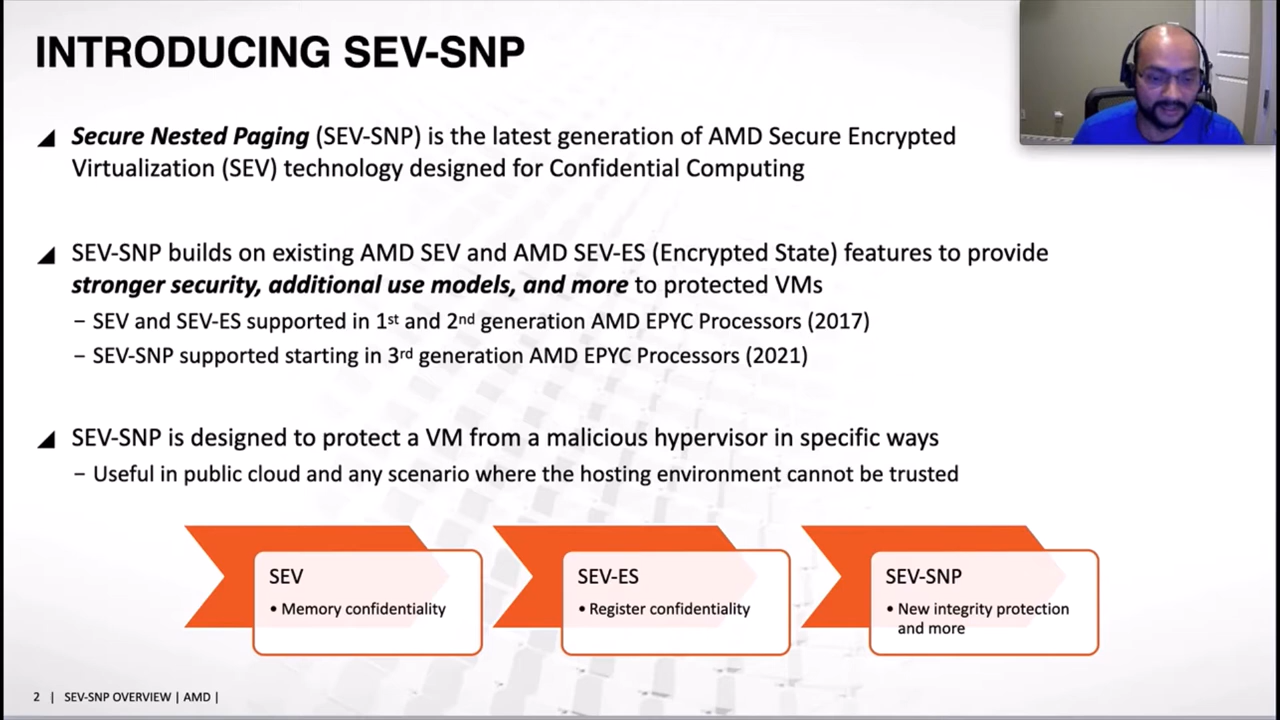 INTRODUCING SEV-SNP
Secure Nested Paging (SEV-SNP) is the latest generation of AMD Secure Encrypted
Virtualization (SEV) technology designed for Confidential Computing
SEV-SNP builds on existing AMD SEV and AMD SEV-ES (Encrypted State) features to provide
stronger security, additional use models, and more to protected VMs
– SEV and SEV-ES supported in 1st and 2nd generation AMD EPYC Processors (2017)
– SEV-SNP supported starting in 3rd generation AMD EPYC Processors (2021)
SEV-SNP is designed to protect a VM from a malicious hypervisor in specific ways
– Useful in public cloud and any scenario where the hosting environment cannot be trusted
SEV
• Memory confidentiality
SEV-ES
• Register confidentiality
SEV-SNP
• New integrity protection
and more
2 | SEV-SNP OVERVIEW | AMD |